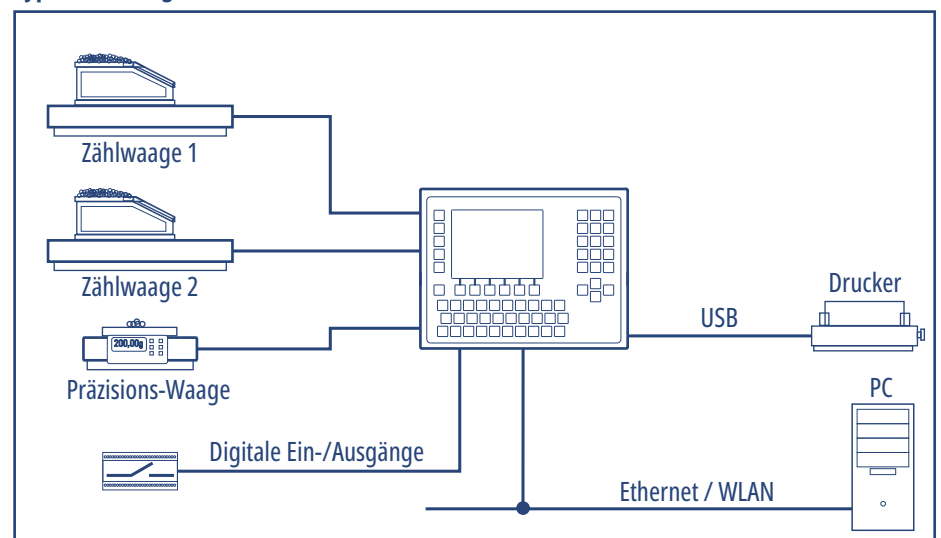 Zählwaage 1
Zählwaage 2
Drucker
USB
200,00g
Präzisions-Waage
PC
Digitale Ein-/Ausgänge
Ethernet / WLAN